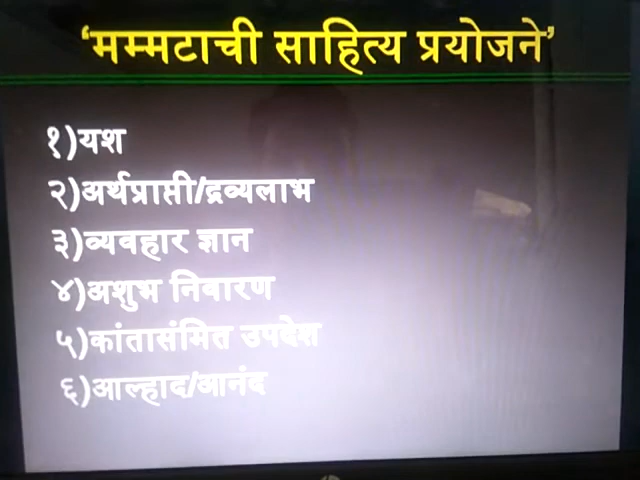 ‘मम्मटाची साहित्य प्रयोजने’
१)यश
२)अर्थप्राप्ती/द्रव्यलाभ
३)व्यवहार ज्ञान
४)अशुभ निवारण
५)कांतासंमित उपदेश
६)आल्हाद/आनंद